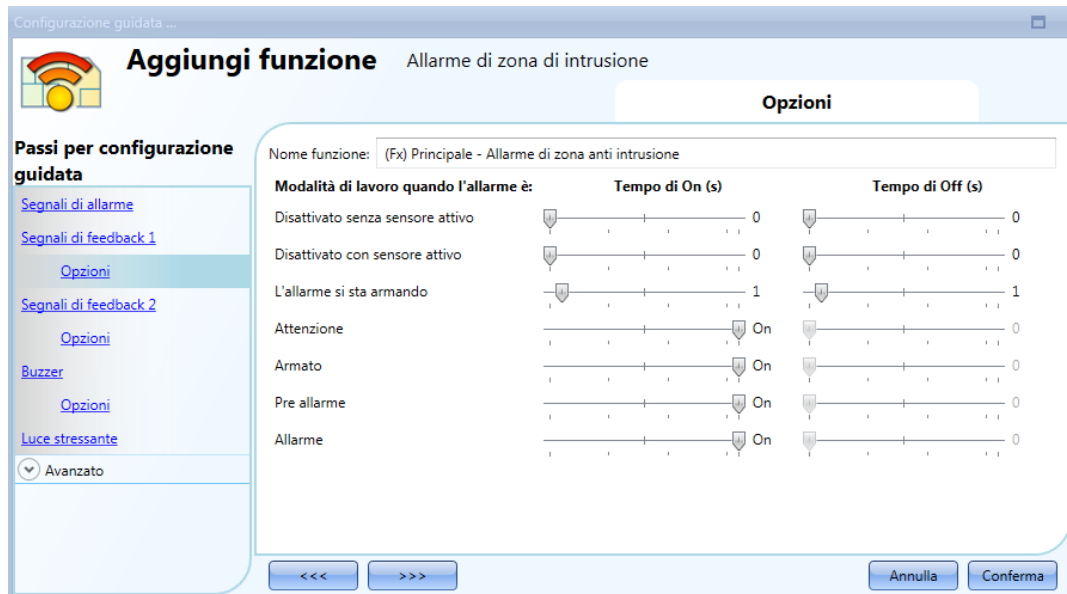 Configurazione guidata ...
Aggiungi funzione Allarme di zona di intrusione
Opzioni
Passi per configurazione guidata
Segnali di allarme
Segnali di feedback 1
Opzioni
Segnali di feedback 2
Opzioni
Buzzer
Opzioni
Luce stressante
Avanzato
Nome funzione: (Fx) Principale - Allarme di zona anti intrusione
Modalità di lavoro quando l'allarme è: Tempo di On (s) Tempo di Off (s)
Disattivato senza sensore attivo 0 0
Disattivato con sensore attivo 0 0
L'allarme si sta armando 1 1
Attenzione On 0
Armato On 0
Pre allarme On 0
Allarme On 0
<<< >>> Annulla Conferma